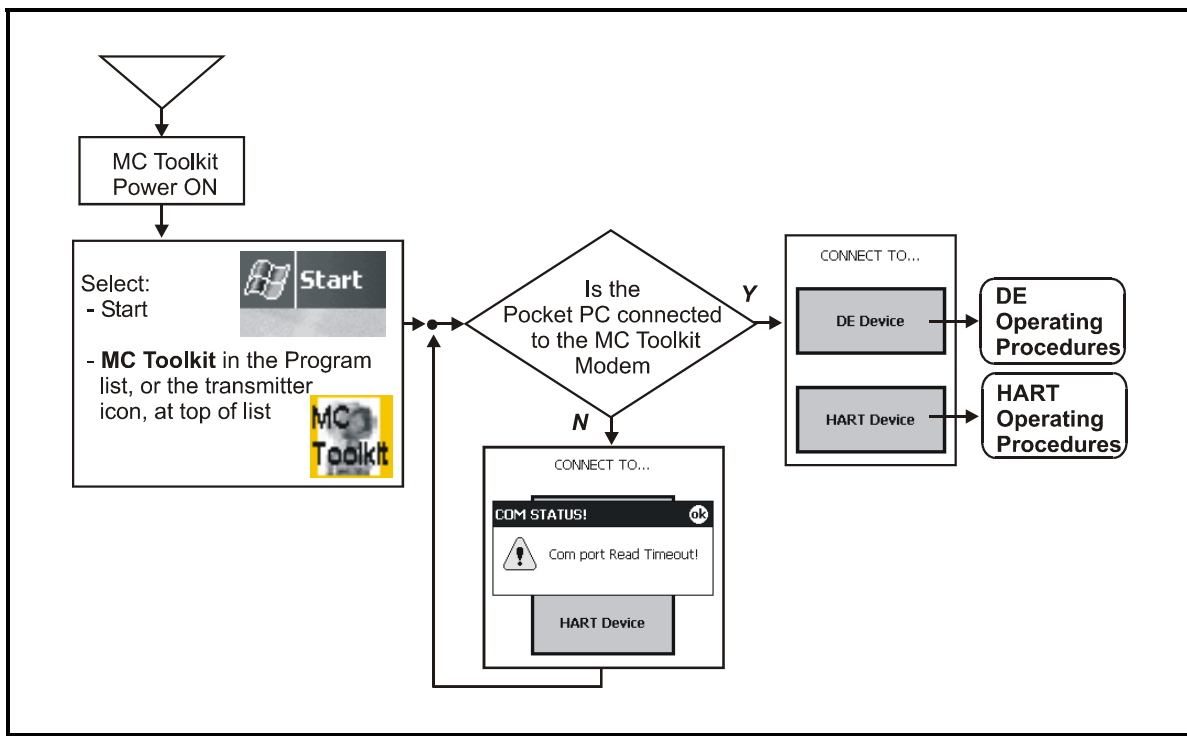 MC Toolkit
Power ON
Select:
- Start
Start
- MC Toolkit in the Program
list, or the transmitter
icon, at top of list
MC
Toolkit
Is the
Pocket PC connected
to the MC Toolkit
Modem
Y
N
CONNECT TO...
DE Device
HART Device
DE
Operating
Procedures
HART
Operating
Procedures
CONNECT TO...
COM STATUS!
ok
Com port Read Timeout!
HART Device